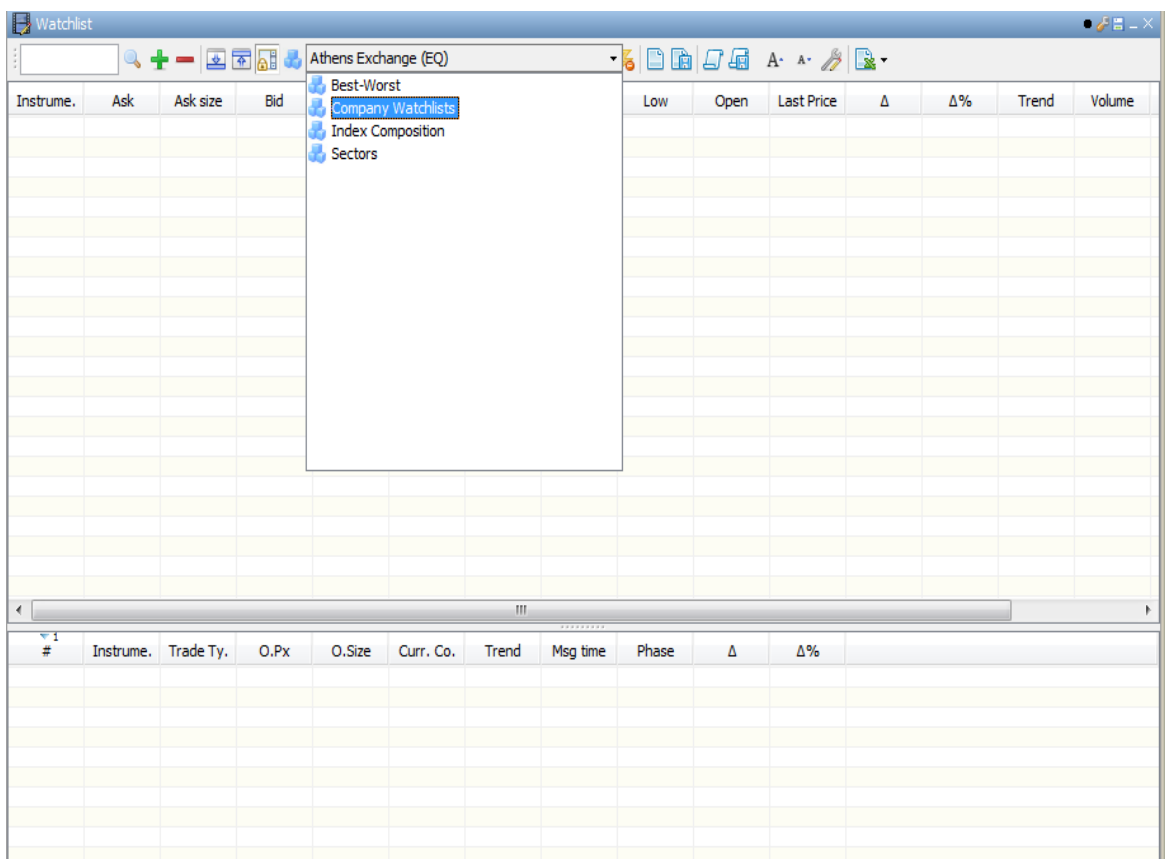 Watchlist
Athens Exchange (EQ)
A A
Best-Worst
Company Watchlists
Index Composition
Sectors
Instrume. Ask Ask size Bid Low Open Last Price Δ Δ% Trend Volume
1
# Instrume. Trade Ty. O.Px O.Size Curr. Co. Trend Msg time Phase Δ Δ%